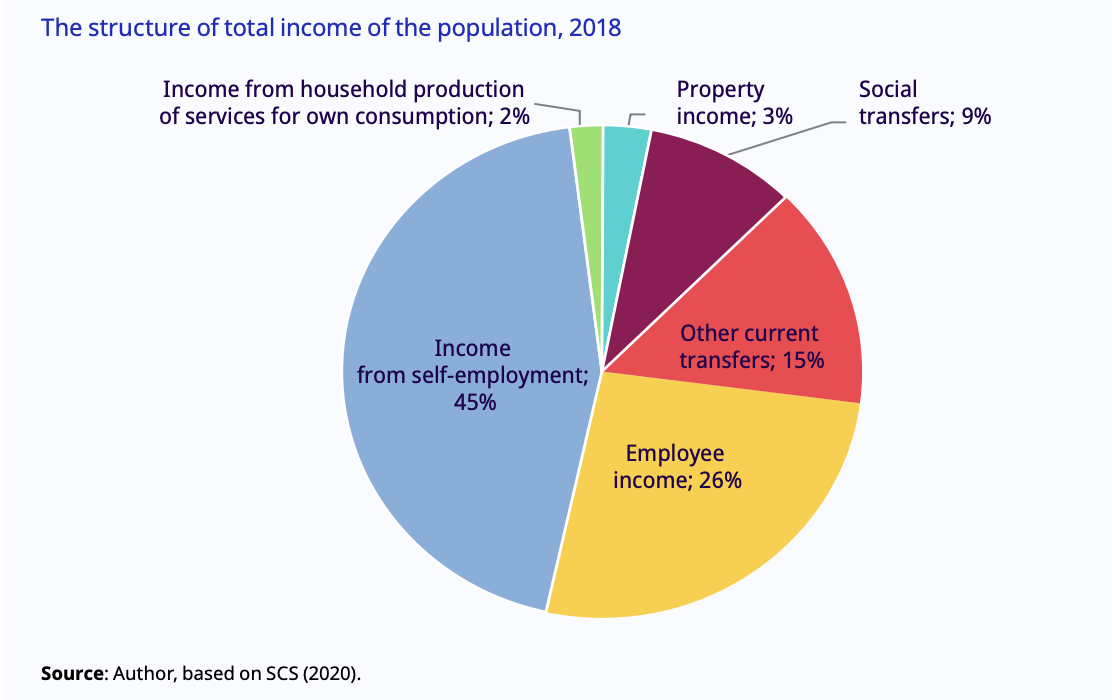 The structure of total income of the population, 2018
Income from household production
of services for own consumption; 2%
Property
income; 3%
Social
transfers; 9%
Other current
transfers; 15%
Income
from self-employment;
45%
Employee
income; 26%
Source: Author, based on SCS (2020).